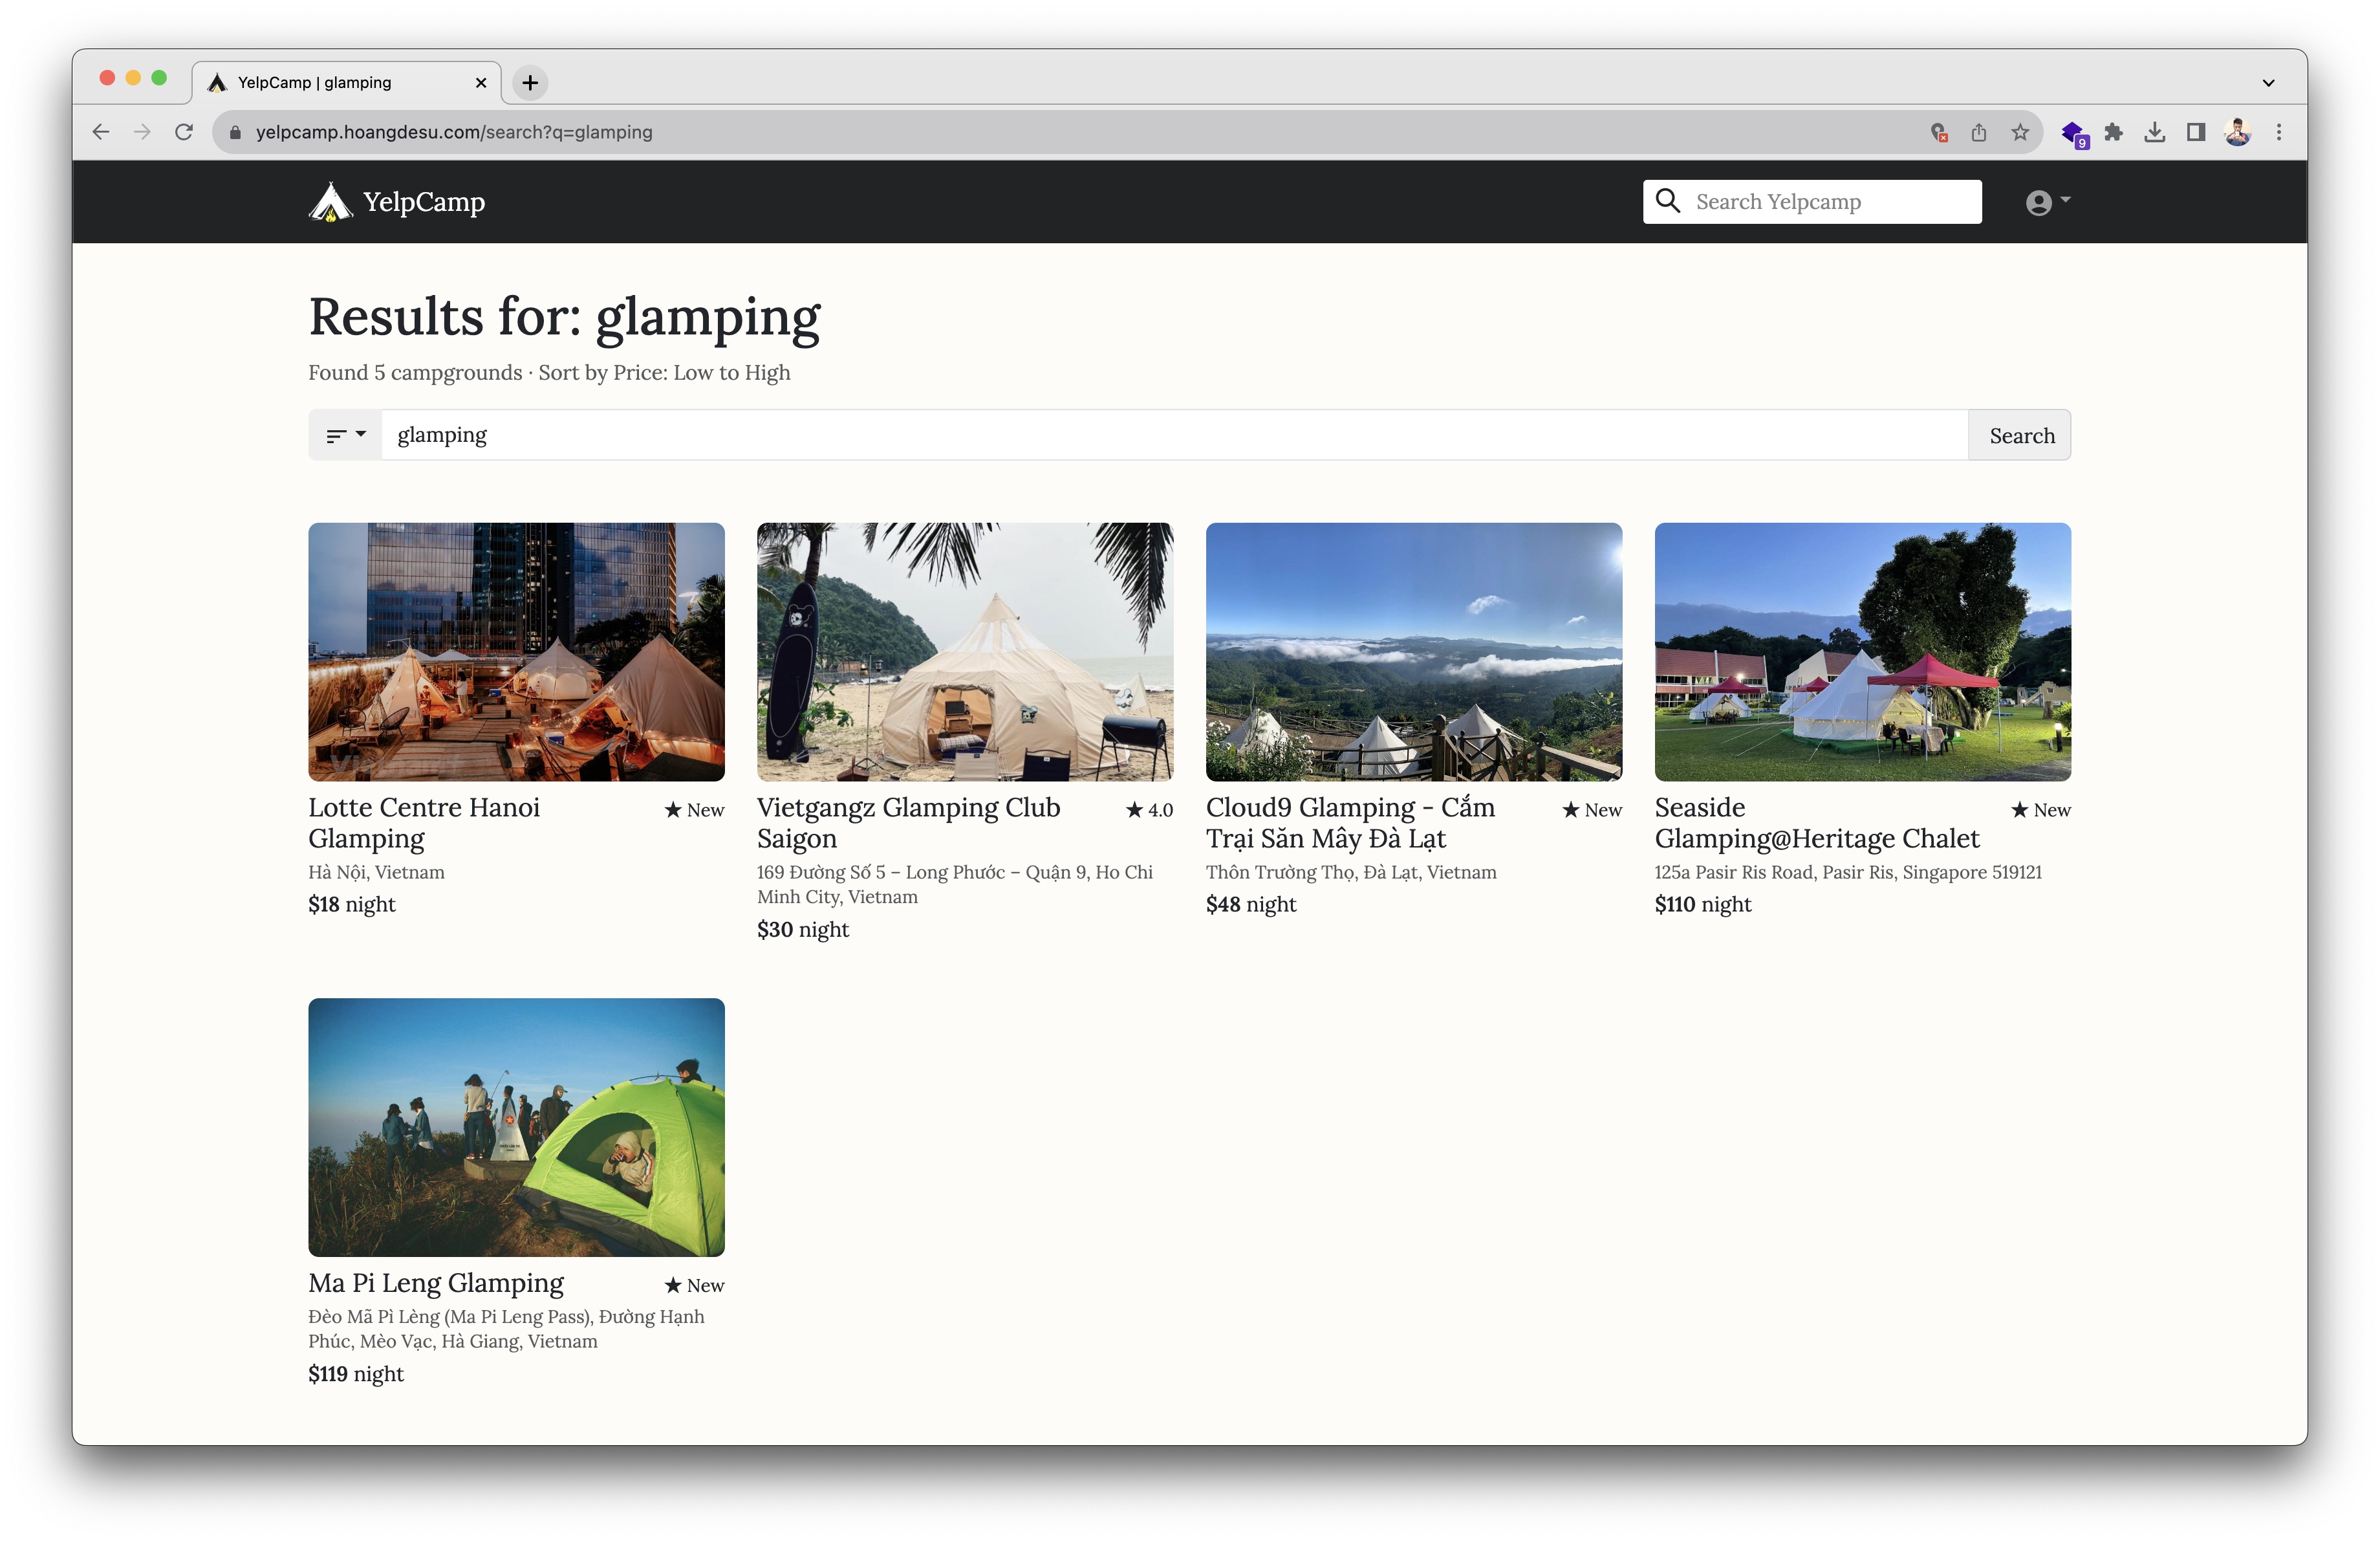 YelpCamp | glamping
yelpcamp.hoangdesu.com/search?q=glamping
9
YelpCamp
Search Yelpcamp
Results for: glamping
Found 5 campgrounds · Sort by Price: Low to High
glamping
Search
Lotte Centre Hanoi
Glamping
★ New
Hà Nội, Vietnam
$18 night
Vietgangz Glamping Club
Saigon
★ 4.0
169 Đường Số 5 – Long Phước – Quận 9, Ho Chi
Minh City, Vietnam
$30 night
Cloud9 Glamping - Cắm
Trại Săn Mây Đà Lạt
★ New
Thôn Trường Thọ, Đà Lạt, Vietnam
$48 night
Seaside
Glamping@Heritage Chalet
★ New
125a Pasir Ris Road, Pasir Ris, Singapore 519121
$110 night
Ma Pi Leng Glamping
★ New
Đèo Mã Pì Lèng (Ma Pi Leng Pass), Đường Hạnh
Phúc, Mèo Vạc, Hà Giang, Vietnam
$119 night